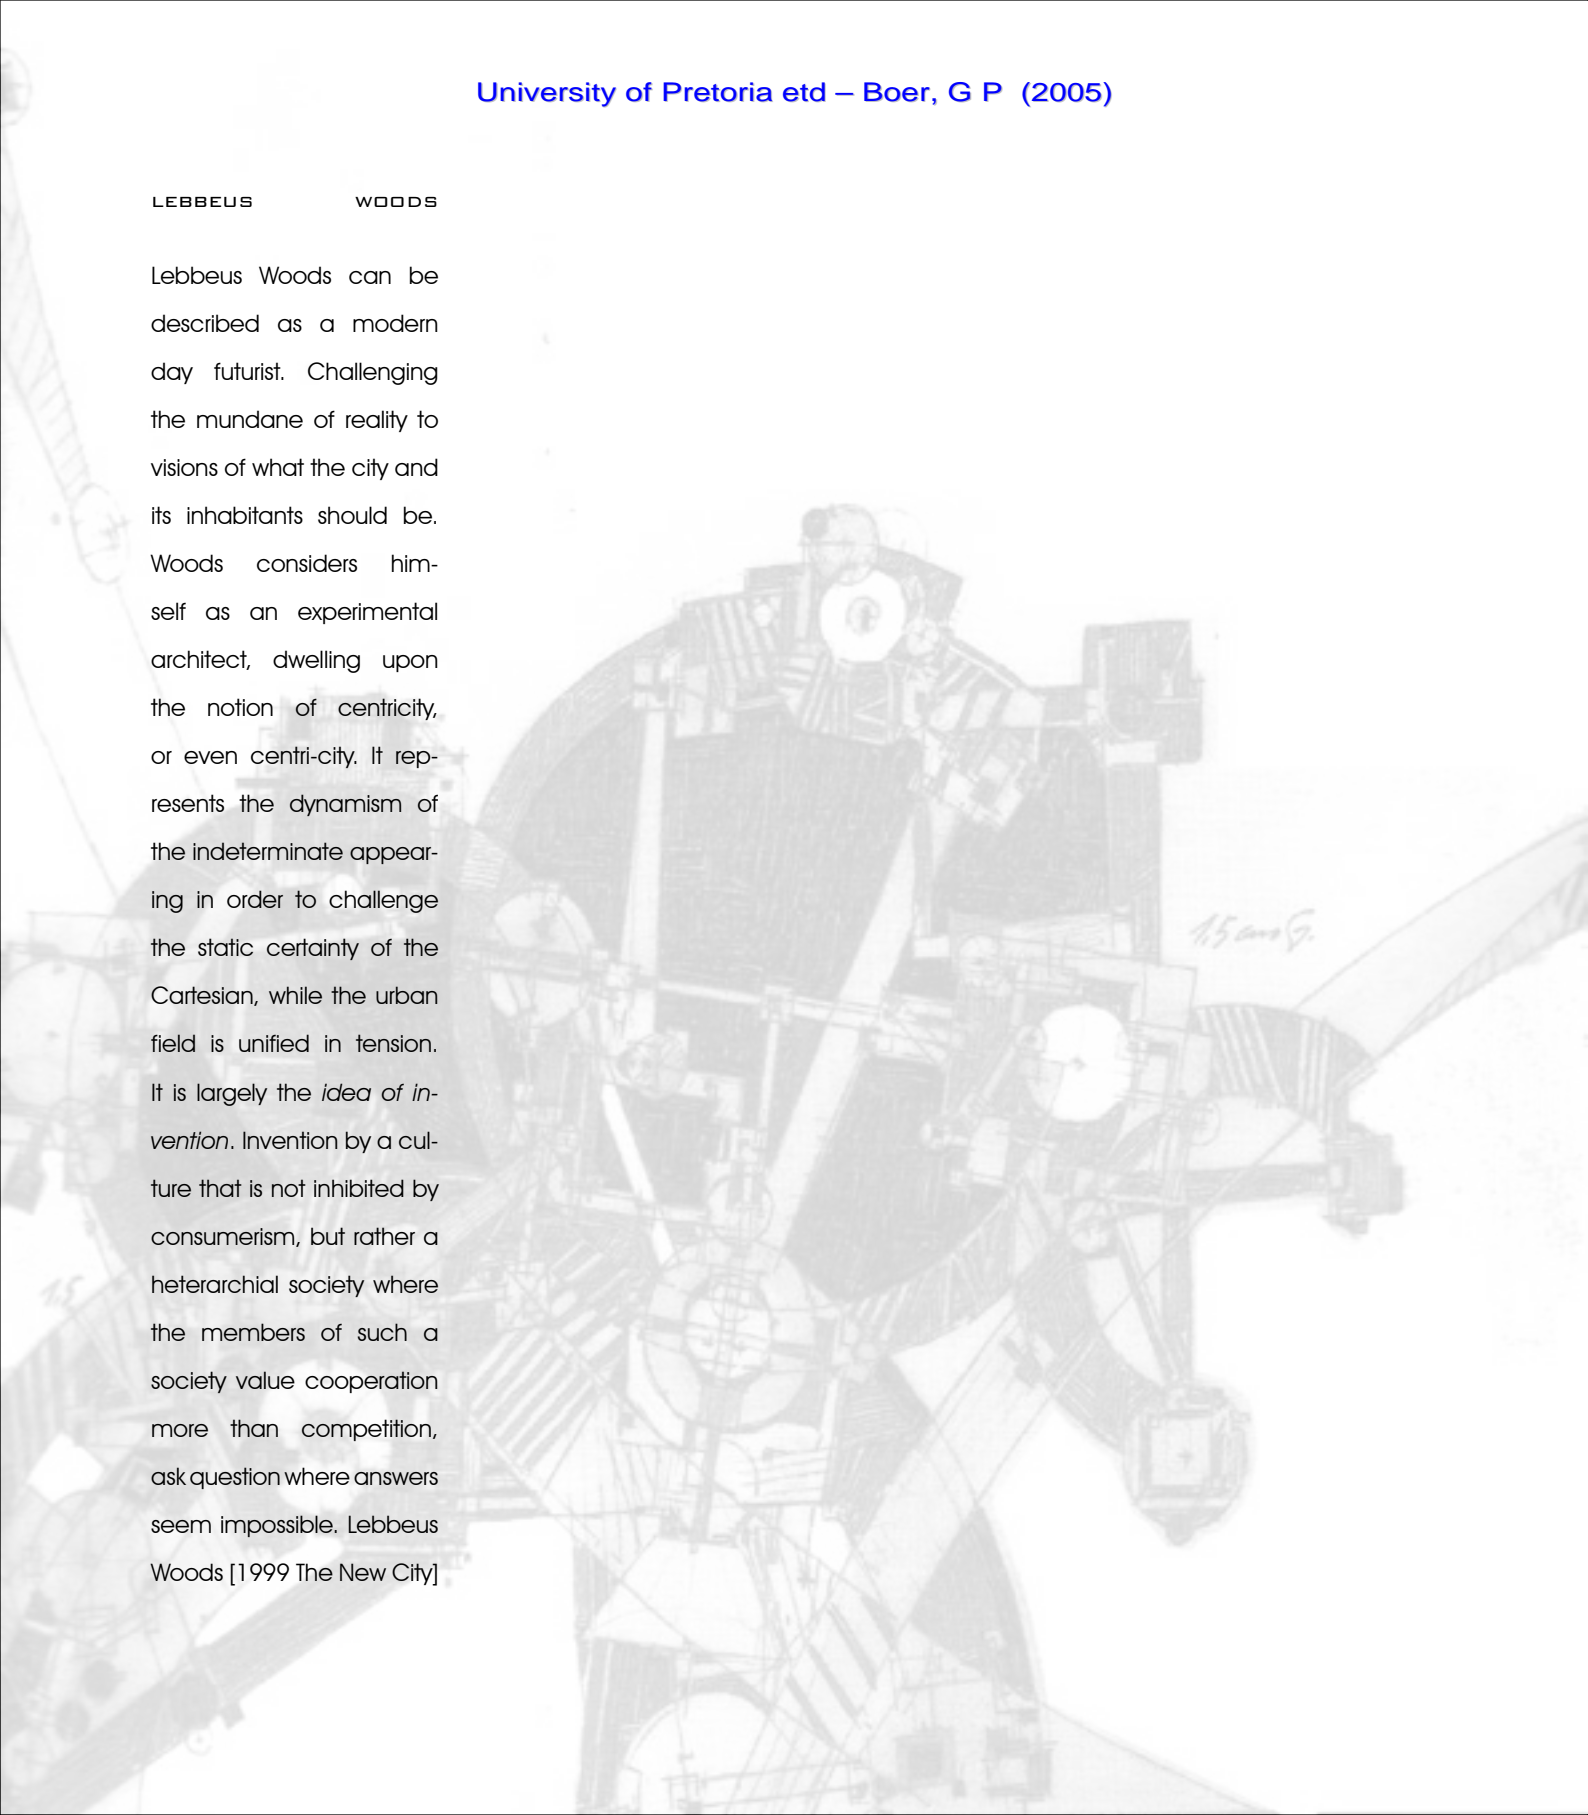 University of Pretoria etd – Boer, G P (2005)
LEBBEUS WOODS
Lebbeus Woods can be
described as a modern
day futurist. Challenging
the mundane of reality to
visions of what the city and
its inhabitants should be.
Woods considers him-
self as an experimental
architect, dwelling upon
the notion of centricity,
or even centri-city. It rep-
resents the dynamism of
the indeterminate appear-
ing in order to challenge
the static certainty of the
Cartesian, while the urban
field is unified in tension.
It is largely the idea of in-
vention. Invention by a cul-
ture that is not inhibited by
consumerism, but rather a
heterarchial society where
the members of such a
society value cooperation
more than competition,
ask question where answers
seem impossible. Lebbeus
Woods [1999 The New City]
1.5